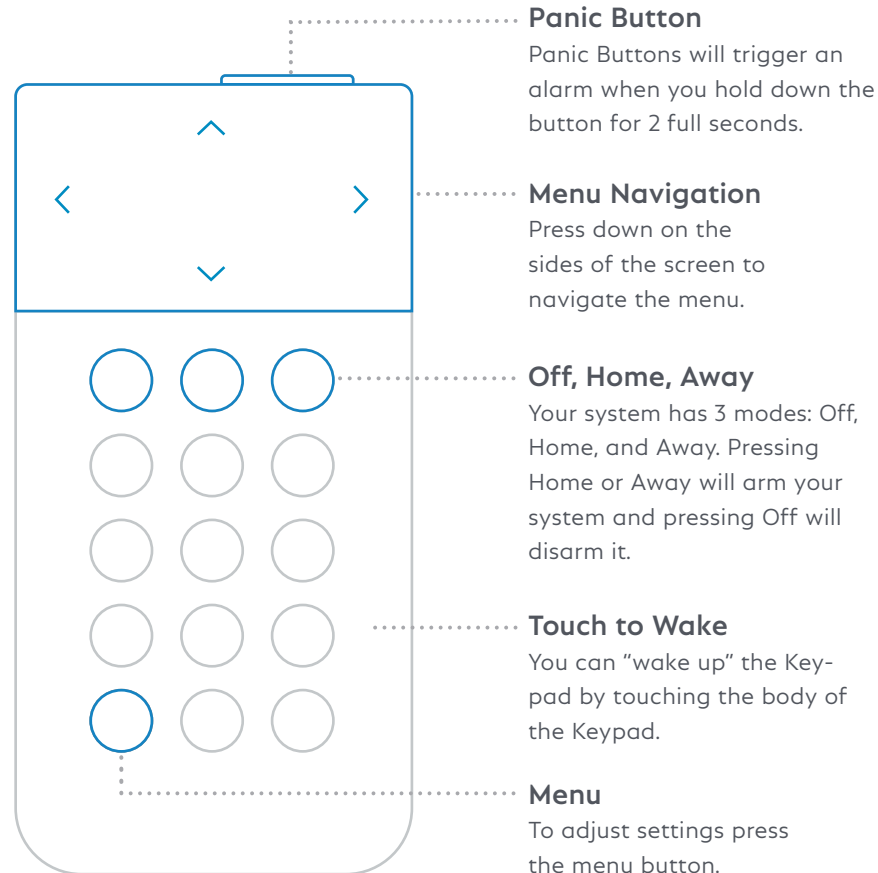 Panic Button
Panic Buttons will trigger an
alarm when you hold down the
button for 2 full seconds.
Menu Navigation
Press down on the
sides of the screen to
navigate the menu.
Off, Home, Away
Your system has 3 modes: Off,
Home, and Away. Pressing
Home or Away will arm your
system and pressing Off will
disarm it.
Touch to Wake
You can “wake up” the Key-
pad by touching the body of
the Keypad.
Menu
To adjust settings press
the menu button.